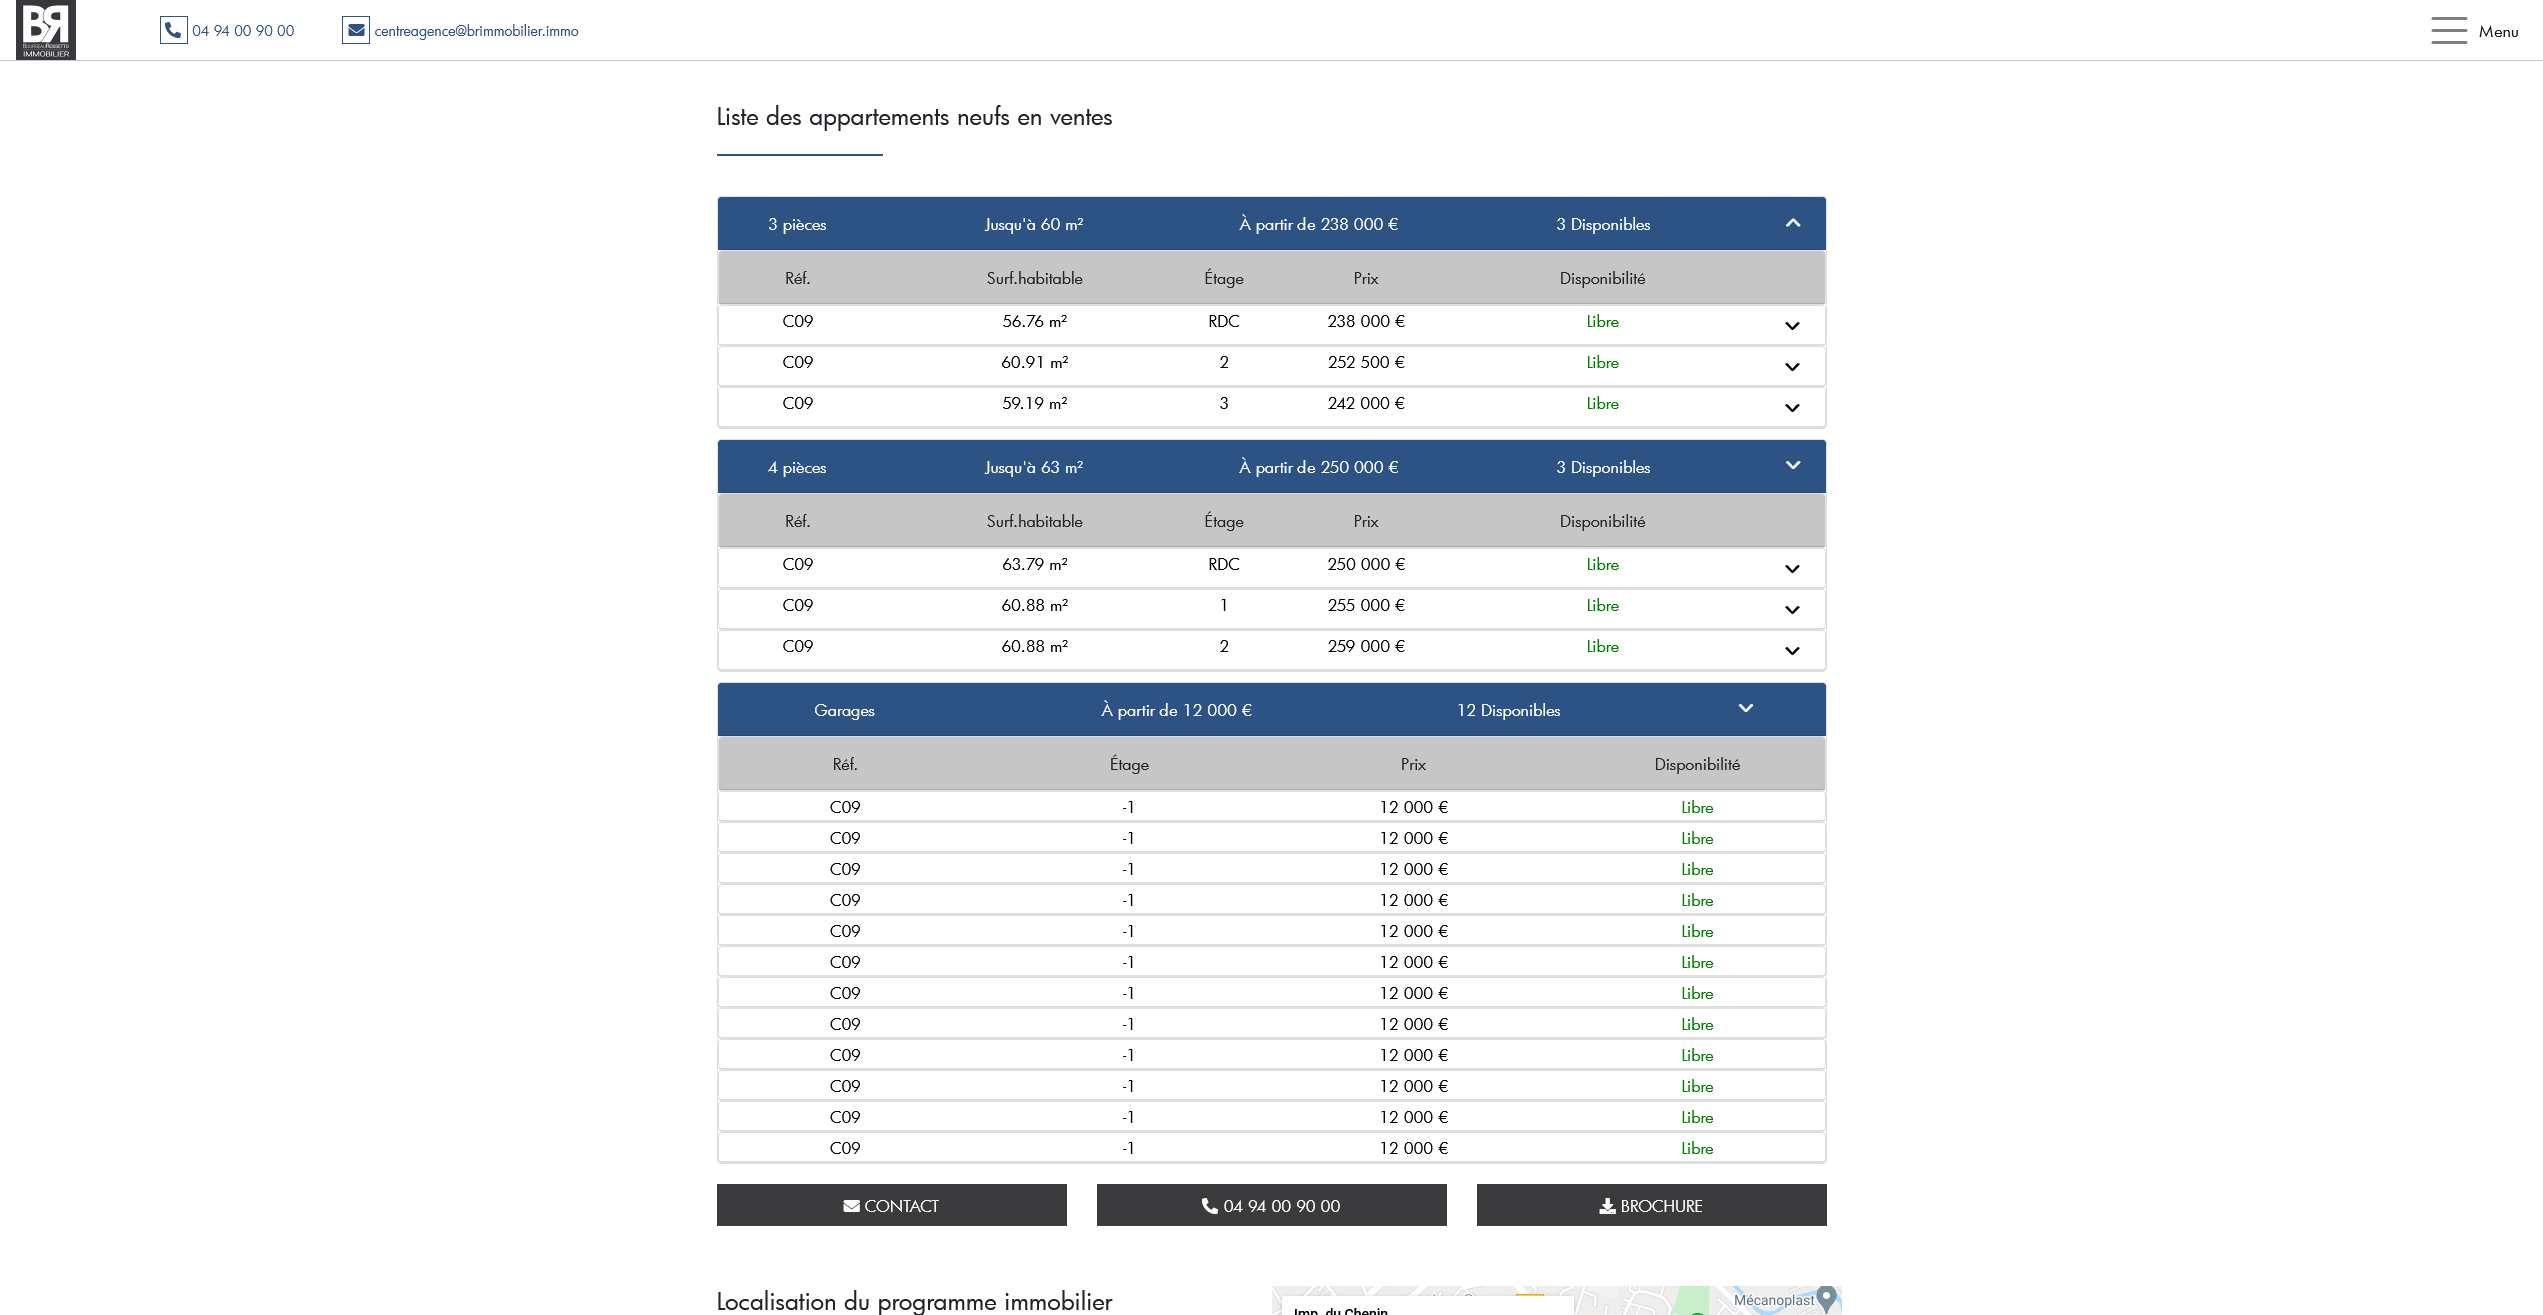 BR
BOURREAU ROSSETTO
IMMOBILIER
04 94 00 90 00 centreagence@brimmobilier.immo Menu
Liste des appartements neufs en ventes
3 pièces Jusqu'à 60 m² À partir de 238 000 € 3 Disponibles
Réf. Surf.habitable Étage Prix Disponibilité
C09 56.76 m² RDC 238 000 € Libre
C09 60.91 m² 2 252 500 € Libre
C09 59.19 m² 3 242 000 € Libre
4 pièces Jusqu'à 63 m² À partir de 250 000 € 3 Disponibles
Réf. Surf.habitable Étage Prix Disponibilité
C09 63.79 m² RDC 250 000 € Libre
C09 60.88 m² 1 255 000 € Libre
C09 60.88 m² 2 259 000 € Libre
Garages À partir de 12 000 € 12 Disponibles
Réf. Étage Prix Disponibilité
C09 -1 12 000 € Libre
C09 -1 12 000 € Libre
C09 -1 12 000 € Libre
C09 -1 12 000 € Libre
C09 -1 12 000 € Libre
C09 -1 12 000 € Libre
C09 -1 12 000 € Libre
C09 -1 12 000 € Libre
C09 -1 12 000 € Libre
C09 -1 12 000 € Libre
C09 -1 12 000 € Libre
C09 -1 12 000 € Libre
CONTACT 04 94 00 90 00 BROCHURE
Localisation du programme immobilier
Imp. du Chenin
Mécanoplast